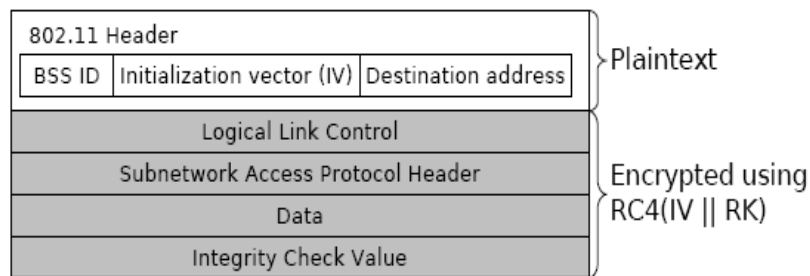 802.11 Header
BSS ID Initialization vector (IV) Destination address
Plaintext
Logical Link Control
Subnetwork Access Protocol Header
Data
Integrity Check Value
Encrypted using
RC4(IV || RK)